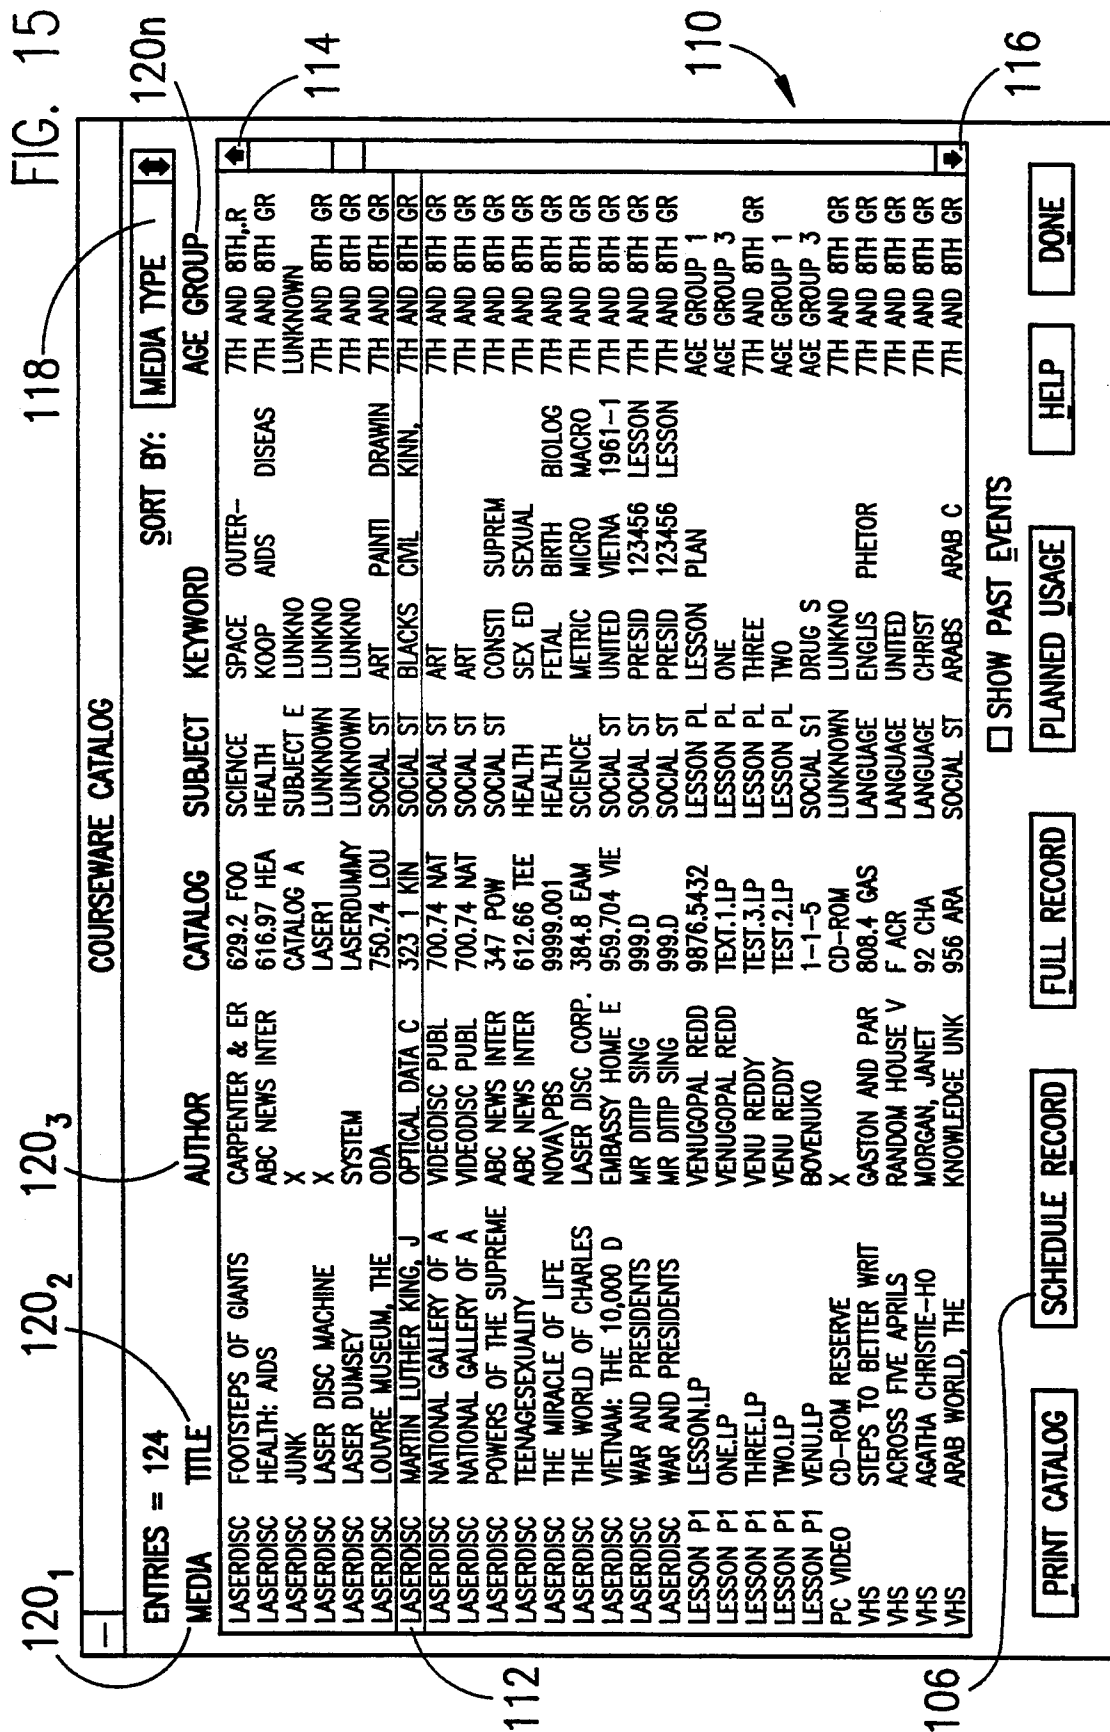 FIG. 15
120₁ 120₂ 120₃ 118 120n
COURSEWARE CATALOG
ENTRIES = 124 SORT BY: MEDIA TYPE
MEDIA TITLE AUTHOR CATALOG SUBJECT KEYWORD AGE GROUP
LASERDISC FOOTSTEPS OF GIANTS CARPENTER & ER 629.2 FOO SCIENCE SPACE OUTER- 7TH AND 8TH,.R
LASERDISC HEALTH: AIDS ABC NEWS INTER 616.97 HEA HEALTH KOOP AIDS DISEAS 7TH AND 8TH GR
LASERDISC JUNK X CATALOG A SUBJECT E LUNKNO LUNKNOWN
LASERDISC LASER DISC MACHINE X LASER1 LUNKNOWN LUNKNO 7TH AND 8TH GR
LASERDISC LASER DUMSEY SYSTEM LASERDUMMY LUNKNOWN LUNKNO 7TH AND 8TH GR
LASERDISC LOUVRE MUSEUM, THE ODA 750.74 LOU SOCIAL ST ART PAINTI DRAWIN 7TH AND 8TH GR
LASERDISC MARTIN LUTHER KING, J OPTICAL DATA C 323 1 KIN SOCIAL ST BLACKS CIVIL KINN, 7TH AND 8TH GR
LASERDISC NATIONAL GALLERY OF A VIDEODISC PUBL 700.74 NAT SOCIAL ST ART 7TH AND 8TH GR
LASERDISC NATIONAL GALLERY OF A VIDEODISC PUBL 700.74 NAT SOCIAL ST ART 7TH AND 8TH GR
LASERDISC POWERS OF THE SUPREME ABC NEWS INTER 347 POW SOCIAL ST CONSTI SUPREM 7TH AND 8TH GR
LASERDISC TEENAGESEXUALITY ABC NEWS INTER 612.66 TEE HEALTH SEX ED SEXUAL 7TH AND 8TH GR
LASERDISC THE MIRACLE OF LIFE NOVA\PBS 9999.001 HEALTH FETAL BIRTH BIOLOG 7TH AND 8TH GR
LASERDISC THE WORLD OF CHARLES LASER DISC CORP. 384.8 EAM SCIENCE METRIC MICRO MACRO 7TH AND 8TH GR
LASERDISC VIETNAM: THE 10,000 D EMBASSY HOME E 959.704 VIE SOCIAL ST UNITED VIETNA 1961-1 7TH AND 8TH GR
LASERDISC WAR AND PRESIDENTS MR DITIP SING 999.D SOCIAL ST PRESID 123456 LESSON 7TH AND 8TH GR
LASERDISC WAR AND PRESIDENTS MR DITIP SING 999.D SOCIAL ST PRESID 123456 LESSON 7TH AND 8TH GR
LESSON P1 LESSON.LP VENUGOPAL REDD 9876.5432 LESSON PL LESSON PLAN AGE GROUP 1
LESSON P1 ONE.LP VENUGOPAL REDD TEXT.1.LP LESSON PL ONE AGE GROUP 3
LESSON P1 THREE.LP VENU REDDY TEST.3.LP LESSON PL THREE 7TH AND 8TH GR
LESSON P1 TWO.LP VENU REDDY TEST.2.LP LESSON PL TWO AGE GROUP 1
LESSON P1 VENU.LP BOVENUKO 1-1-5 SOCIAL S1 DRUG S AGE GROUP 3
PC VIDEO CD-ROM RESERVE X CD-ROM LUNKNOWN LUNKNO 7TH AND 8TH GR
VHS STEPS TO BETTER WRIT GASTON AND PAR 808.4 GAS LANGUAGE ENGLIS PHETOR 7TH AND 8TH GR
VHS ACROSS FIVE APRILS RANDOM HOUSE V F ACR LANGUAGE UNITED 7TH AND 8TH GR
VHS AGATHA CHRISTIE-HO MORGAN, JANET 92 CHA LANGUAGE CHRIST 7TH AND 8TH GR
VHS ARAB WORLD, THE KNOWLEDGE UNK 956 ARA SOCIAL ST ARABS ARAB C 7TH AND 8TH GR
SHOW PAST EVENTS
PRINT CATALOG SCHEDULE RECORD FULL RECORD PLANNED USAGE HELP DONE
112
106
114
110
116